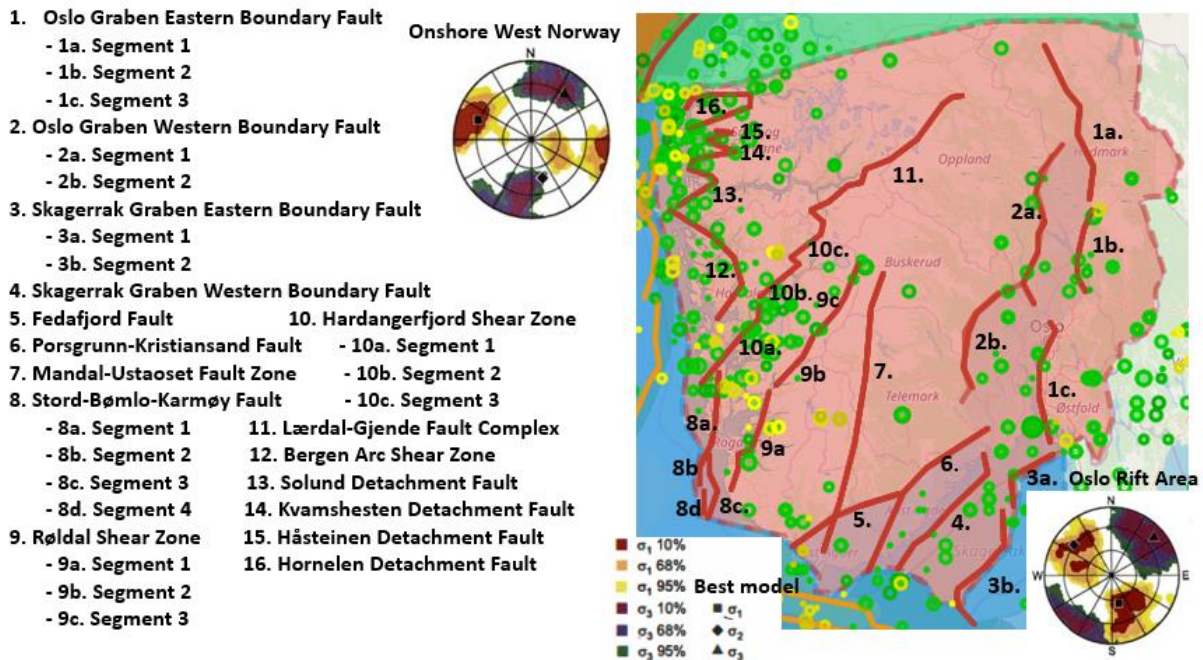 1. Oslo Graben Eastern Boundary Fault
- 1a. Segment 1
- 1b. Segment 2
- 1c. Segment 3
2. Oslo Graben Western Boundary Fault
- 2a. Segment 1
- 2b. Segment 2
3. Skagerrak Graben Eastern Boundary Fault
- 3a. Segment 1
- 3b. Segment 2
4. Skagerrak Graben Western Boundary Fault
5. Fedafjord Fault
6. Porsgrunn-Kristiansand Fault
7. Mandal-Ustaoset Fault Zone
8. Stord-Bømlo-Karmøy Fault
- 8a. Segment 1
- 8b. Segment 2
- 8c. Segment 3
- 8d. Segment 4
9. Røldal Shear Zone
- 9a. Segment 1
- 9b. Segment 2
- 9c. Segment 3
10. Hardangerfjord Shear Zone
- 10a. Segment 1
- 10b. Segment 2
- 10c. Segment 3
11. Lærdal-Gjende Fault Complex
12. Bergen Arc Shear Zone
13. Solund Detachment Fault
14. Kvamshesten Detachment Fault
15. Håsteinen Detachment Fault
16. Hornelen Detachment Fault
Onshore West Norway
N
16.
15.
14.
13.
12.
11.
10c.
10b.
10a.
9c
9b
9a
8a.
8b
8c.
8d
7.
6.
5.
4.
3a.
3b.
2a.
2b.
1a.
1b.
1c.
Oppland
Hedmark
Buskerud
Oslo
Telemark
Østfold
Skagerrak
Oslo Rift Area
N
W
E
S
σ1 10%
σ1 68%
σ1 95%
σ3 10%
σ3 68%
σ3 95%
Best model
σ1
σ2
σ3